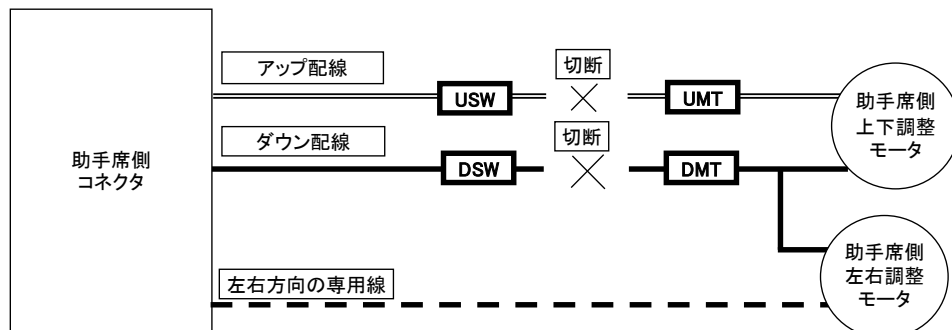 助手席側
コネクタ
アップ配線
USW
切断
UMT
助手席側
上下調整
モータ
ダウン配線
DSW
切断
DMT
左右方向の専用線
助手席側
左右調整
モータ